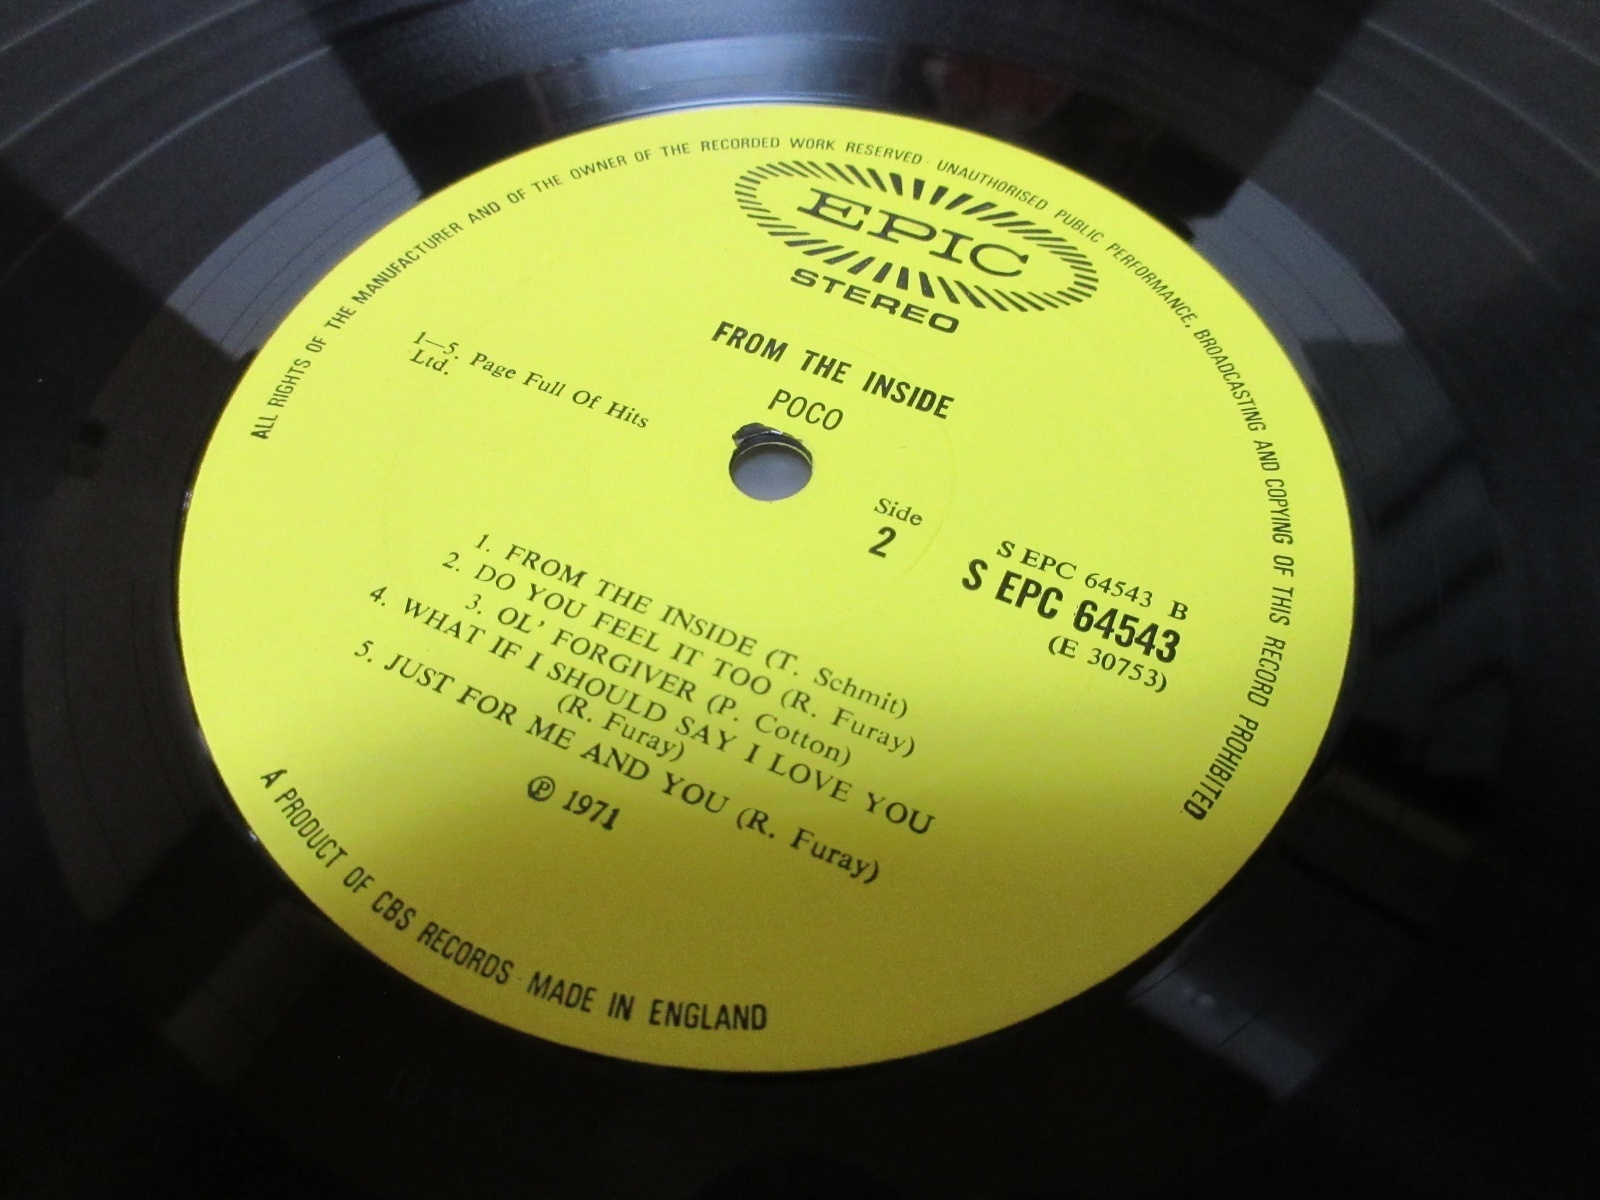 ALL RIGHTS OF THE MANUFACTURER AND OF THE OWNER OF THE RECORDED WORK RESERVED · UNAUTHORISED PUBLIC PERFORMANCE, BROADCASTING AND COPYING OF THIS RECORD PROHIBITED
EPIC
STEREO
FROM THE INSIDE
POCO
1—5. Page Full Of Hits
Ltd.
Side
2
S EPC 64543 B
S EPC 64543
(E 30753)
1. FROM THE INSIDE (T. Schmit)
2. DO YOU FEEL IT TOO (R. Furay)
3. OL' FORGIVER (P. Cotton)
4. WHAT IF I SHOULD SAY I LOVE YOU
(R. Furay)
5. JUST FOR ME AND YOU (R. Furay)
℗ 1971
A PRODUCT OF CBS RECORDS · MADE IN ENGLAND